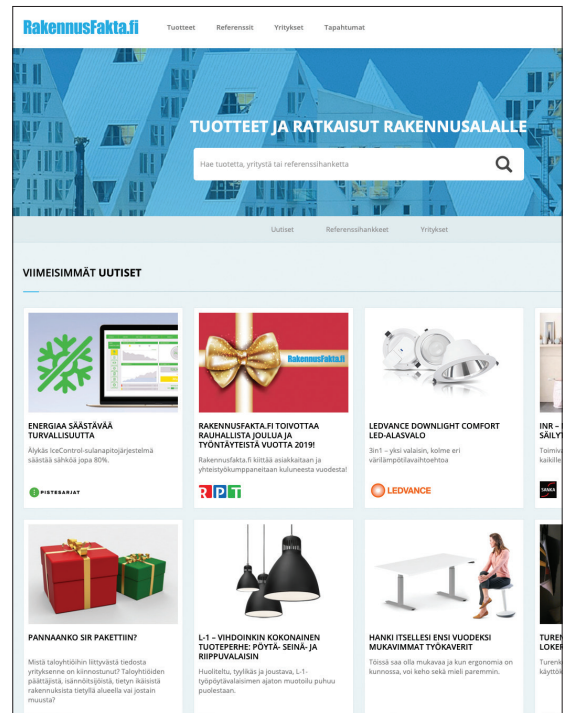 RakennusFakta.fi
Tuotteet Referenssit Yritykset Tapahtumat
TUOTTEET JA RATKAISUT RAKENNUSALALLE
Hae tuotetta, yritystä tai referenssihanketta
Uutiset Referenssihankkeet Yritykset
VIIMEISIMMÄT UUTISET
ENERGIAA SÄÄSTÄVÄÄ
TURVALLISUUTTA
Älykäs IceControl-sulanapitojärjestelmä
säästää sähköä jopa 80%.
PISTESARJAT
RakennusFakta.fi
RAKENNUSFAKTA.FI TOIVOTTAA
RAUHALLISTA JOULUA JA
TYÖNTÄYTEISTÄ VUOTTA 2019!
Rakennusfakta.fi kiittää asiakkaitaan ja
yhteistyökumppaneitaan kuluneesta vuodesta!
RPT
LEDVANCE DOWNLIGHT COMFORT
LED-ALASVALO
3in1 – yksi valaisin, kolme eri
värilämpötilavaihtoehtoa
LEDVANCE
INR –
SÄILYT
Toimiva
kaikille
SANKA
PANNAANKO SIR PAKETTIIN?
Mistä taloyhtiöihin liittyvästä tiedosta
yrityksenne on kiinnostunut? Taloyhtiöiden
päättäjistä, isännöitsijöistä, tietyn ikäisistä
rakennuksista tietyllä alueella vai jostain
muusta?
L-1 – VIHDOINKIN KOKONAINEN
TUOTEPERHE: PÖYTÄ- SEINÄ- JA
RIIPPUVALAISIN
Huoliteltu, tyylikäs ja joustava, L-1-
työpöytävalaisimen ajaton muotoilu puhuu
puolestaan.
HANKI ITSELLESI ENSI VUODEKSI
MUKAVIMMAT TYÖKAVERIT
Töissä saa olla mukavaa ja kun ergonomia on
kunnossa, voi keho sekä mieli paremmin.
TUREN
LOKER
Turenk
käyttök